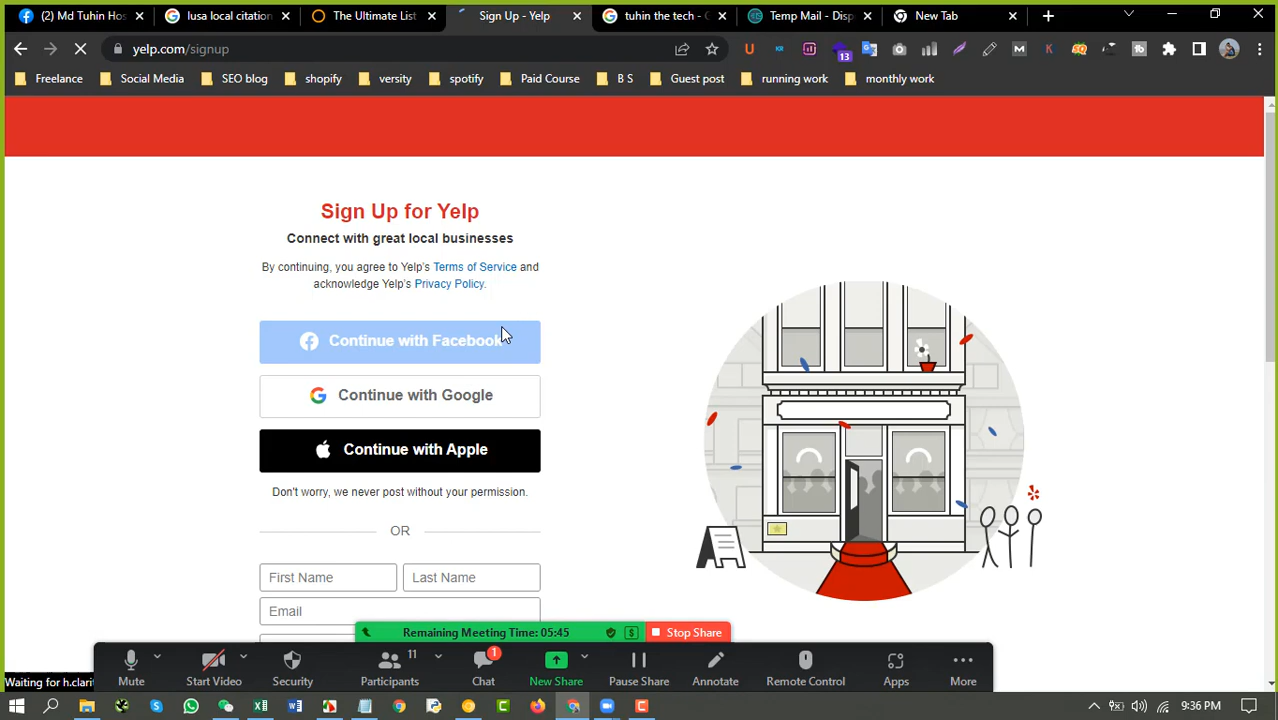 (2) Md Tuhin Hos
lusa local citation
The Ultimate List
Sign Up - Yelp
tuhin the tech - G
Temp Mail - Disp
New Tab
yelp.com/signup
13
Freelance
Social Media
SEO blog
shopify
versity
spotify
Paid Course
B S
Guest post
running work
monthly work
Sign Up for Yelp
Connect with great local businesses
By continuing, you agree to Yelp's Terms of Service and
acknowledge Yelp's Privacy Policy.
Continue with Facebook
Continue with Google
Continue with Apple
Don't worry, we never post without your permission.
OR
First Name
Last Name
Email
Remaining Meeting Time: 05:45
Stop Share
Waiting for h.clarit
Mute
Start Video
Security
11
Participants
1
Chat
New Share
Pause Share
Annotate
Remote Control
Apps
More
9:36 PM